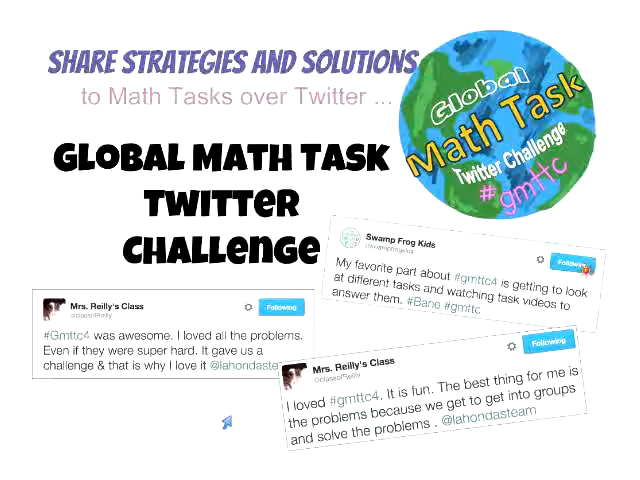 SHARE STRATEGIES AND SOLUTIONS
to Math Tasks over Twitter ...
GLOBAL MATH TASK
TWITTER
CHALLENGE
Global
Math Task
Twitter Challenge
#gmttc
Swamp Frog Kids
@swampfrogkids
Following
My favorite part about #gmttc4 is getting to look
at different tasks and watching task videos to
answer them. #Bane #gmttc
Mrs. Reilly's Class
@classofReilly
Following
#Gmttc4 was awesome. I loved all the problems.
Even if they were super hard. It gave us a
challenge & that is why I love it @lahondaste
Mrs. Reilly's Class
@classofReilly
Following
I loved #gmttc4. It is fun. The best thing for me is
the problems because we get to get into groups
and solve the problems . @lahondasteam